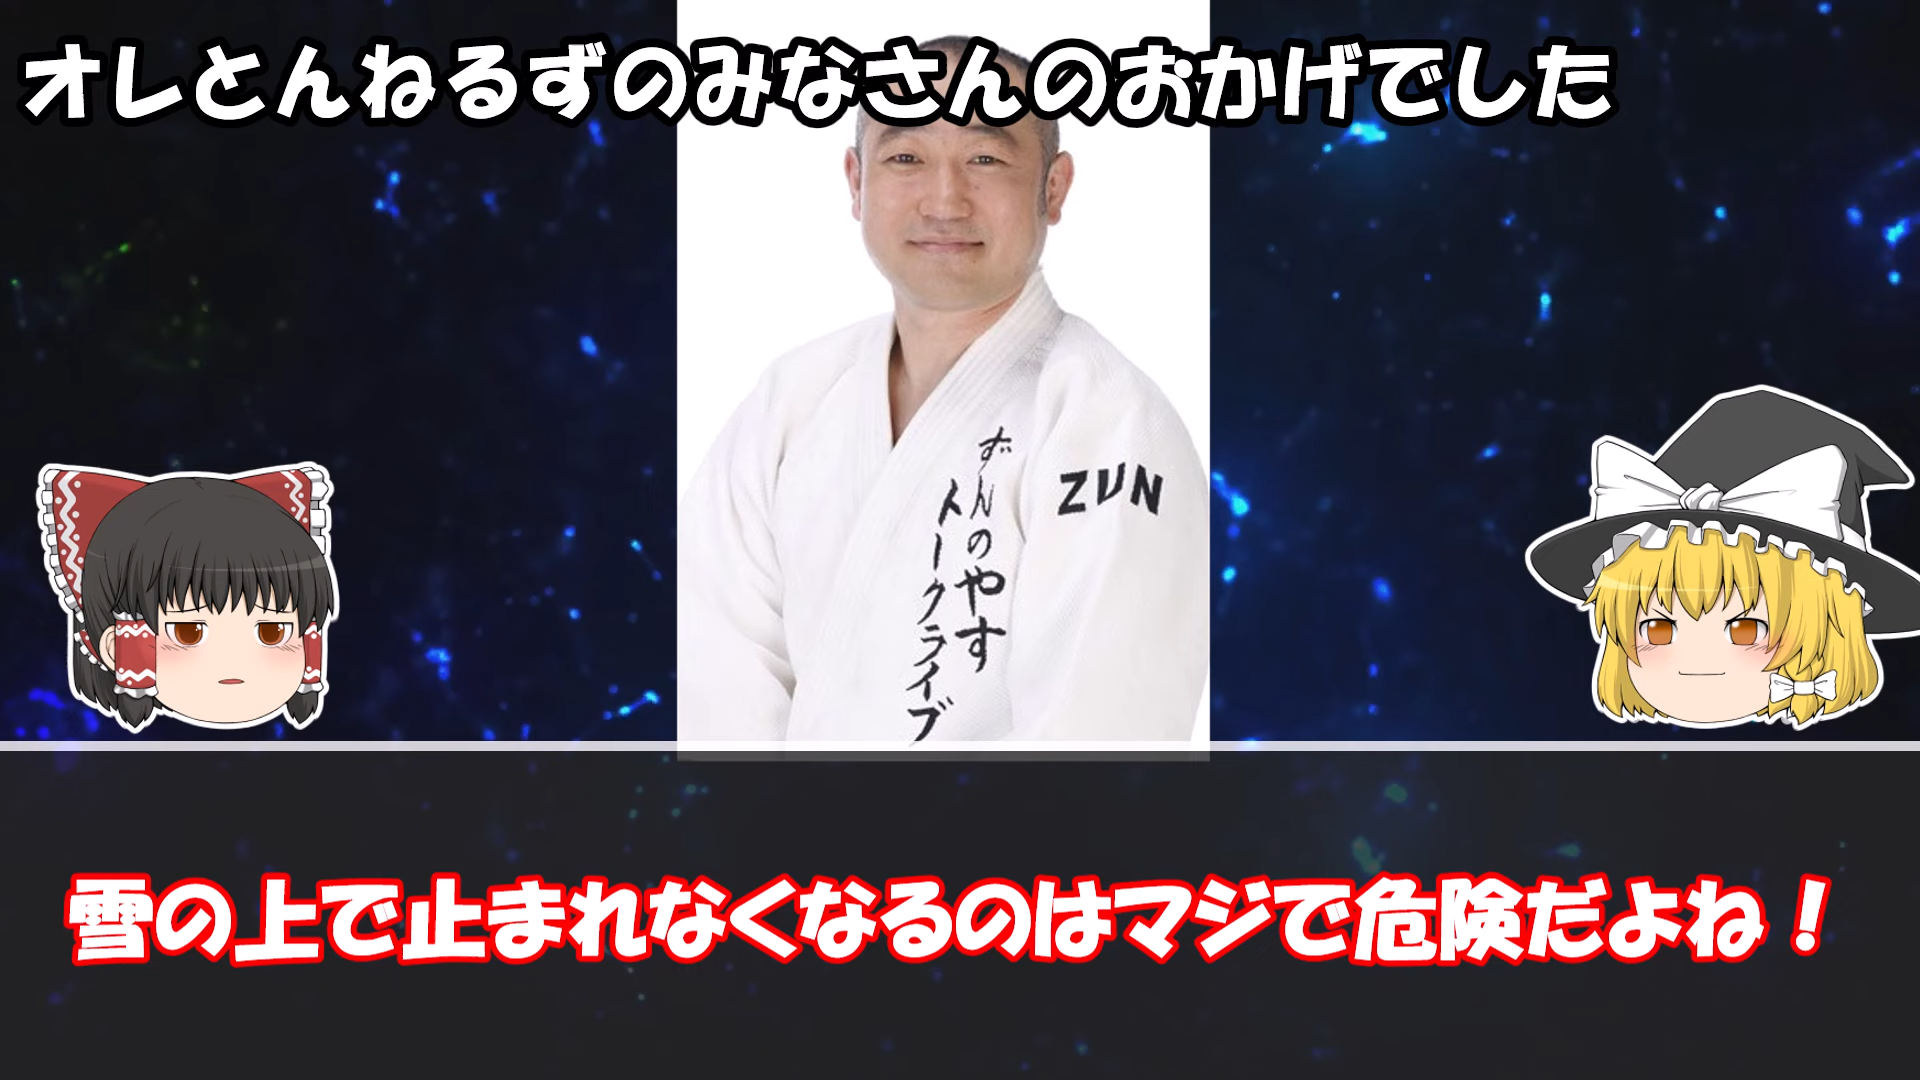 オレとんねるずのみなさんのおかげでした
ずんのやす
トークライブ
ZUN
雪の上で止まれなくなるのはマジで危険だよね！